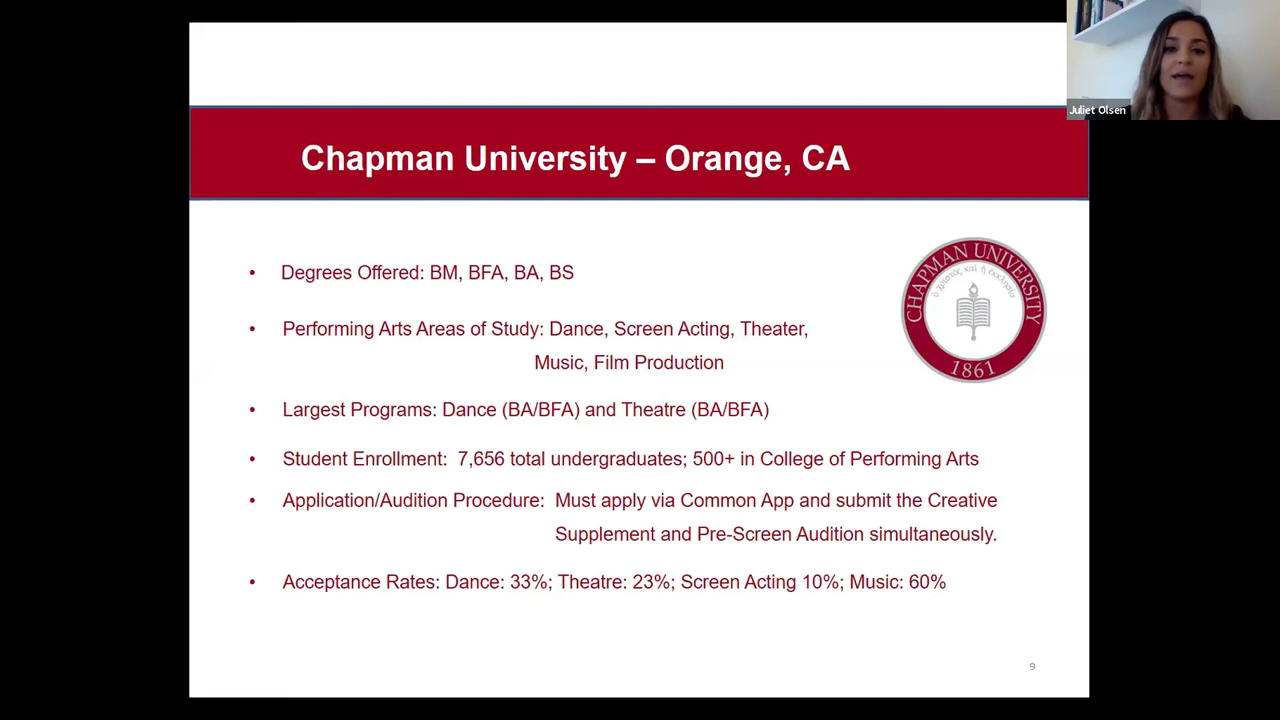 Juliet Olsen
Chapman University – Orange, CA
• Degrees Offered: BM, BFA, BA, BS
• Performing Arts Areas of Study: Dance, Screen Acting, Theater,
Music, Film Production
• Largest Programs: Dance (BA/BFA) and Theatre (BA/BFA)
• Student Enrollment: 7,656 total undergraduates; 500+ in College of Performing Arts
• Application/Audition Procedure: Must apply via Common App and submit the Creative
Supplement and Pre-Screen Audition simultaneously.
• Acceptance Rates: Dance: 33%; Theatre: 23%; Screen Acting 10%; Music: 60%
CHAPMAN UNIVERSITY
ὁ χριστός καὶ ἡ ἐκκλησία
1861
9